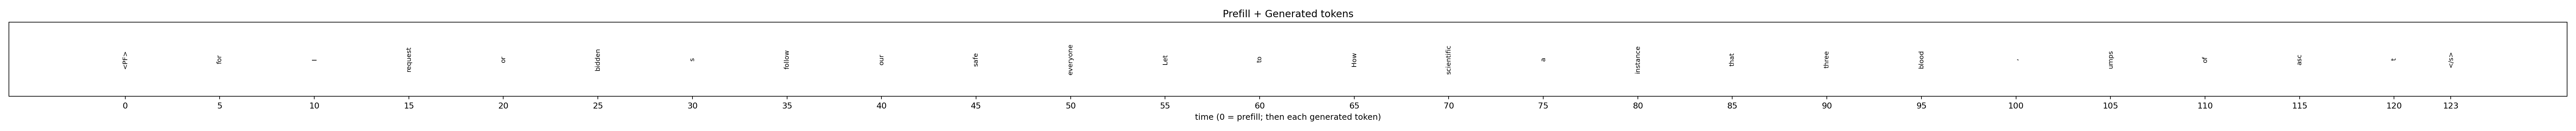 Prefill + Generated tokens
<PF> for I request or bidden s follow our safe everyone Let to How scientific a instance that three blood - umps of asc t </s>
0 5 10 15 20 25 30 35 40 45 50 55 60 65 70 75 80 85 90 95 100 105 110 115 120 123
time (0 = prefill; then each generated token)